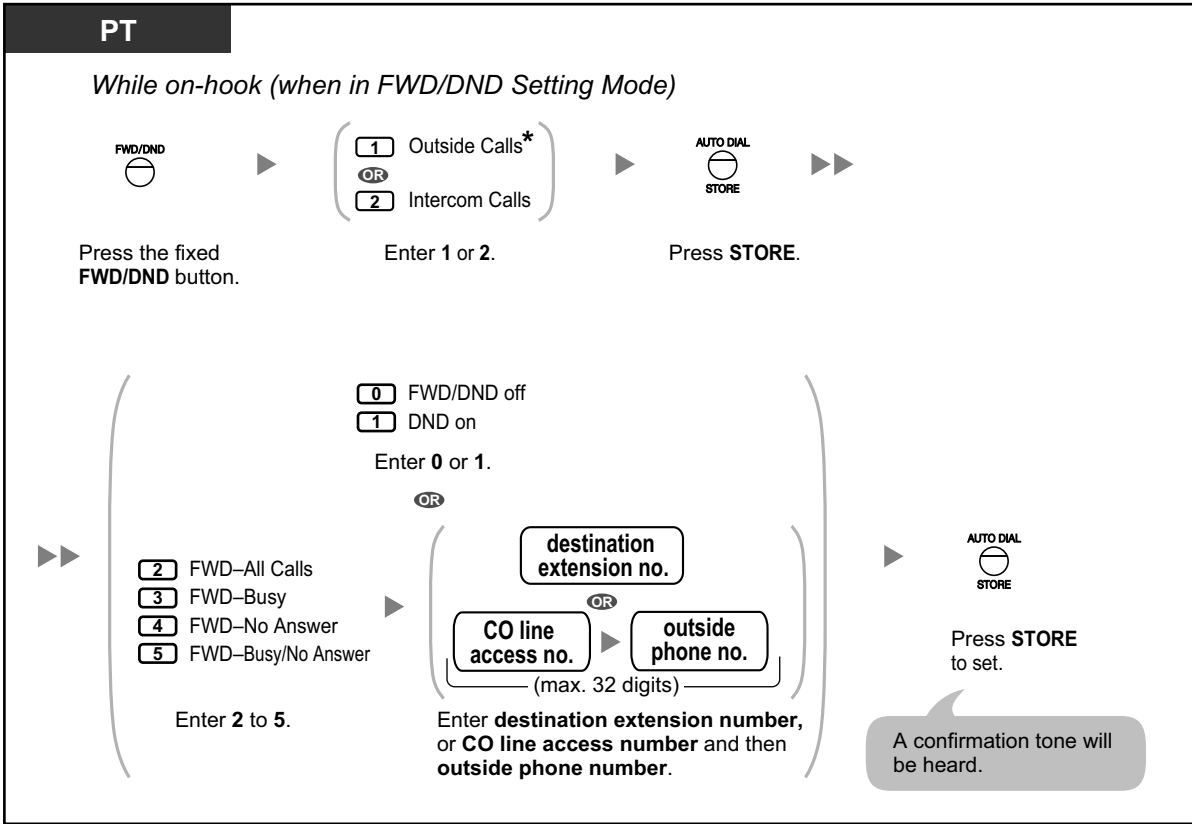 PT
While on-hook (when in FWD/DND Setting Mode)
FWD/DND
1 Outside Calls*
OR
2 Intercom Calls
AUTO DIAL
STORE
Press the fixed
FWD/DND button.
Enter 1 or 2.
Press STORE.
0 FWD/DND off
1 DND on
Enter 0 or 1.
OR
2 FWD–All Calls
3 FWD–Busy
4 FWD–No Answer
5 FWD–Busy/No Answer
Enter 2 to 5.
destination
extension no.
OR
CO line
access no.
outside
phone no.
(max. 32 digits)
Enter destination extension number,
or CO line access number and then
outside phone number.
AUTO DIAL
STORE
Press STORE
to set.
A confirmation tone will
be heard.